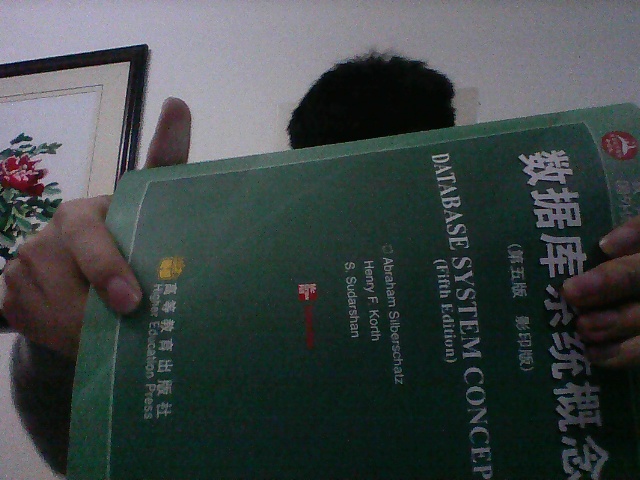 数据库系统概念
(第五版 影印版)
DATABASE SYSTEM CONCEP
(Fifth Edition)
Abraham Silberschatz
Henry F. Korth
S. Sudarshan
高等教育出版社
Higher Education Press